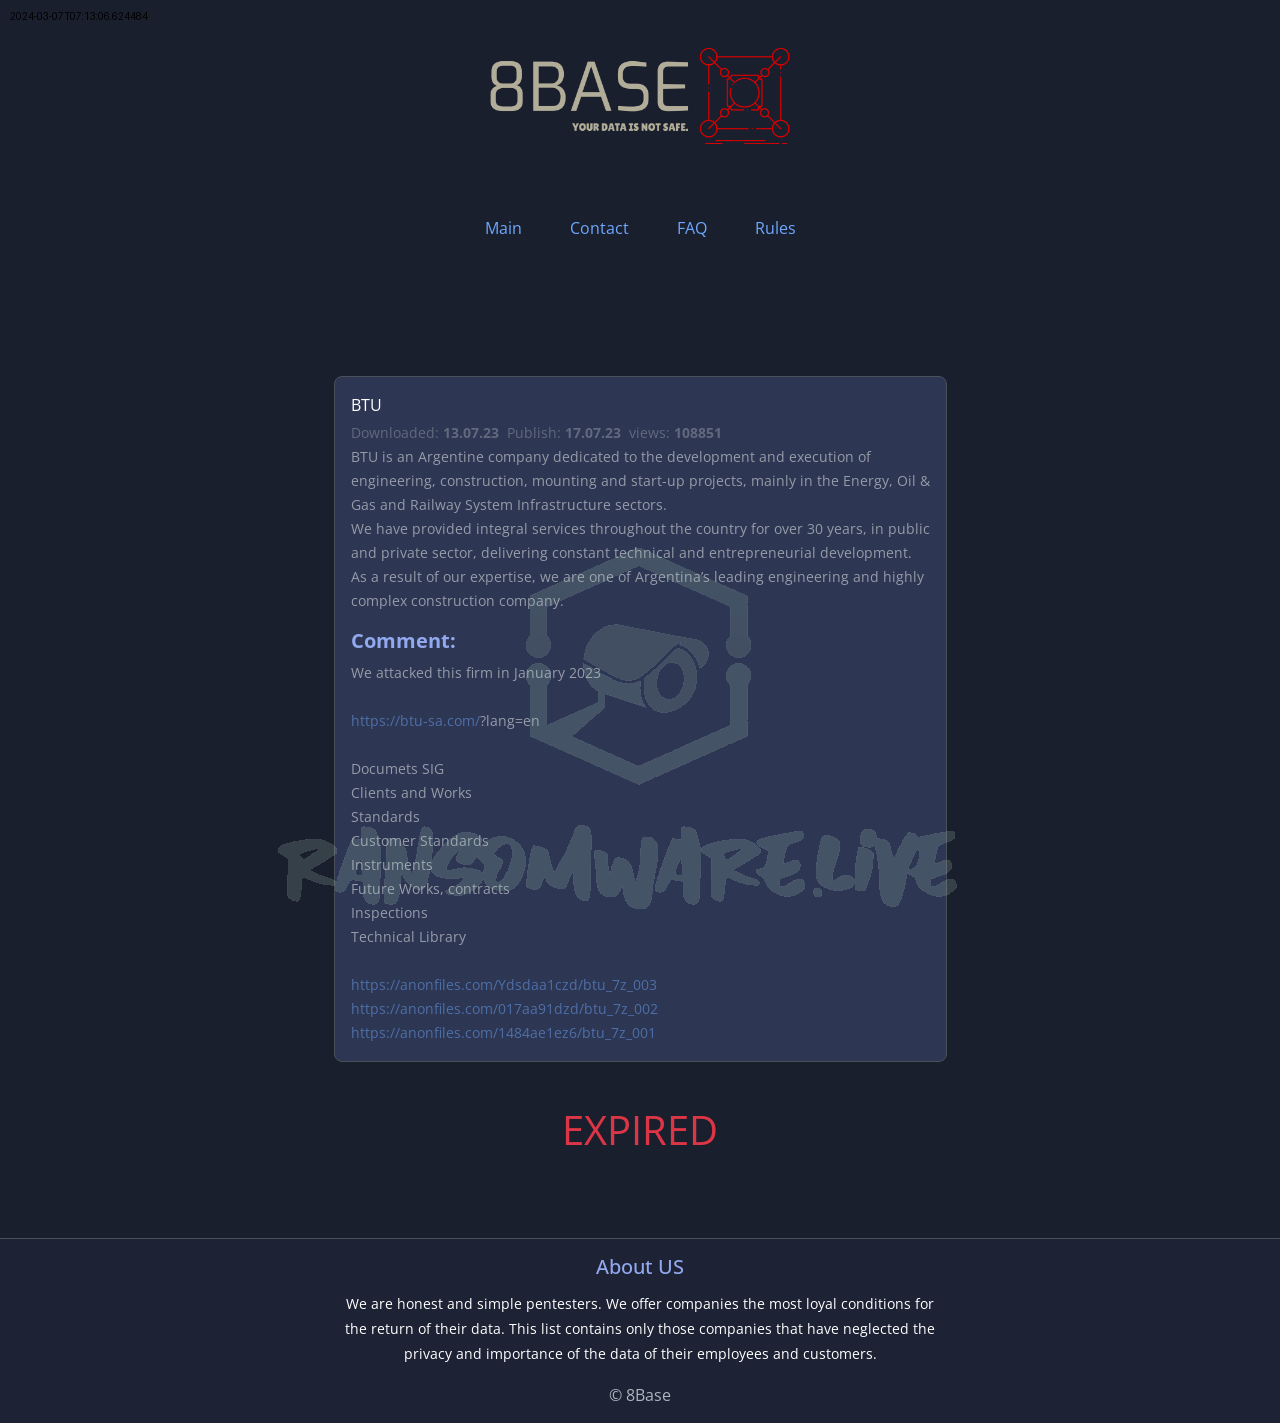 2024-03-07T07:13:06.624484
8BASE
YOUR DATA IS NOT SAFE.
Main Contact FAQ Rules
BTU
Downloaded: 13.07.23 Publish: 17.07.23 views: 108851
BTU is an Argentine company dedicated to the development and execution of
engineering, construction, mounting and start-up projects, mainly in the Energy, Oil &
Gas and Railway System Infrastructure sectors.
We have provided integral services throughout the country for over 30 years, in public
and private sector, delivering constant technical and entrepreneurial development.
As a result of our expertise, we are one of Argentina’s leading engineering and highly
complex construction company.
Comment:
We attacked this firm in January 2023
https://btu-sa.com/?lang=en
Documets SIG
Clients and Works
Standards
Customer Standards
RANSOMWARE.LIVE
Instruments
Future Works, contracts
Inspections
Technical Library
https://anonfiles.com/Ydsdaa1czd/btu_7z_003
https://anonfiles.com/017aa91dzd/btu_7z_002
https://anonfiles.com/1484ae1ez6/btu_7z_001
EXPIRED
About US
We are honest and simple pentesters. We offer companies the most loyal conditions for
the return of their data. This list contains only those companies that have neglected the
privacy and importance of the data of their employees and customers.
© 8Base